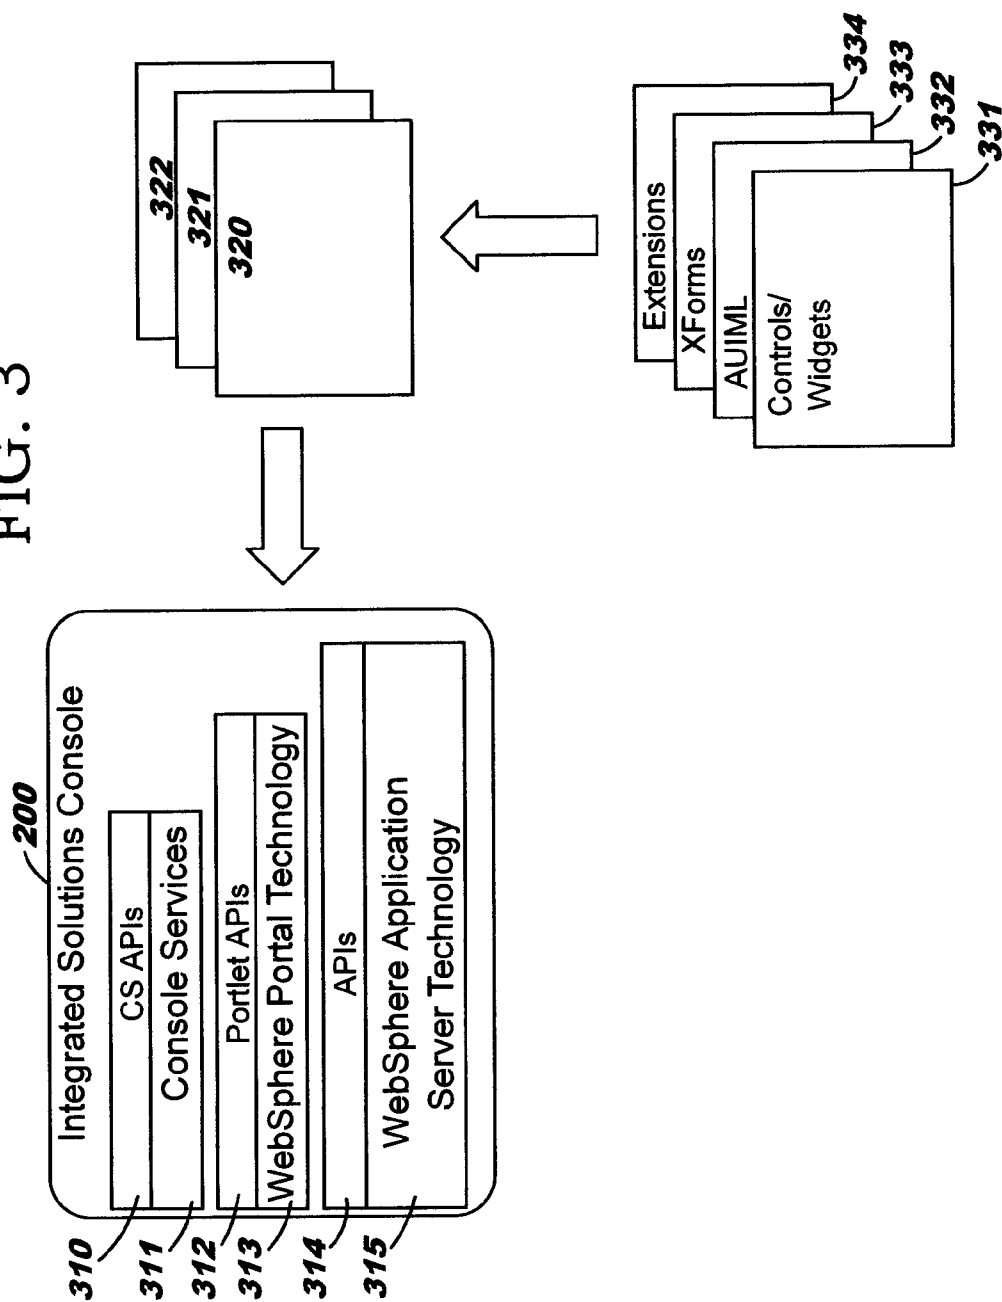 FIG. 3
200
Integrated Solutions Console
310
CS APIs
311
Console Services
312
Portlet APIs
313
WebSphere Portal Technology
314
APIs
315
WebSphere Application
Server Technology
322
321
320
Extensions
334
XForms
333
AUIML
332
Controls/
Widgets
331